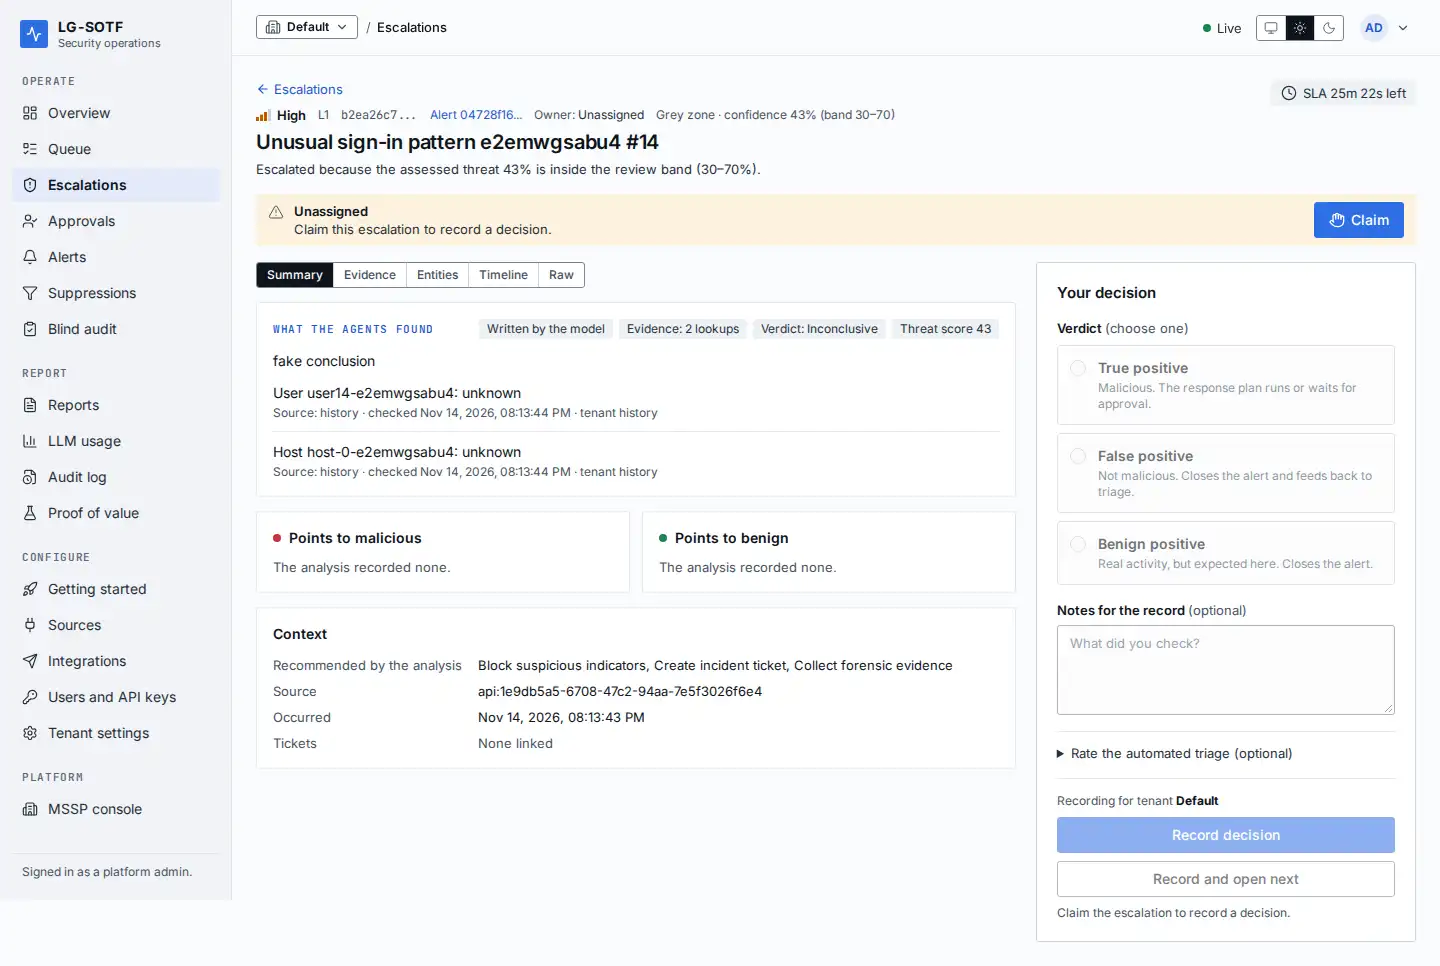 LG-SOTF
Security operations
OPERATE
Overview
Queue
Escalations
Approvals
Alerts
Suppressions
Blind audit
REPORT
Reports
LLM usage
Audit log
Proof of value
CONFIGURE
Getting started
Sources
Integrations
Users and API keys
Tenant settings
PLATFORM
MSSP console
Signed in as a platform admin.
Default / Escalations
Live
AD
Escalations
SLA 25m 22s left
High L1 b2ea26c7... Alert 04728f16... Owner: Unassigned Grey zone · confidence 43% (band 30–70)
Unusual sign-in pattern e2emwgsabu4 #14
Escalated because the assessed threat 43% is inside the review band (30–70%).
Unassigned
Claim this escalation to record a decision.
Claim
Summary Evidence Entities Timeline Raw
WHAT THE AGENTS FOUND Written by the model Evidence: 2 lookups Verdict: Inconclusive Threat score 43
fake conclusion
User user14-e2emwgsabu4: unknown
Source: history · checked Nov 14, 2026, 08:13:44 PM · tenant history
Host host-0-e2emwgsabu4: unknown
Source: history · checked Nov 14, 2026, 08:13:44 PM · tenant history
Points to malicious
The analysis recorded none.
Points to benign
The analysis recorded none.
Context
Recommended by the analysis Block suspicious indicators, Create incident ticket, Collect forensic evidence
Source api:1e9db5a5-6708-47c2-94aa-7e5f3026f6e4
Occurred Nov 14, 2026, 08:13:43 PM
Tickets None linked
Your decision
Verdict (choose one)
True positive
Malicious. The response plan runs or waits for
approval.
False positive
Not malicious. Closes the alert and feeds back to
triage.
Benign positive
Real activity, but expected here. Closes the alert.
Notes for the record (optional)
What did you check?
Rate the automated triage (optional)
Recording for tenant Default
Record decision
Record and open next
Claim the escalation to record a decision.